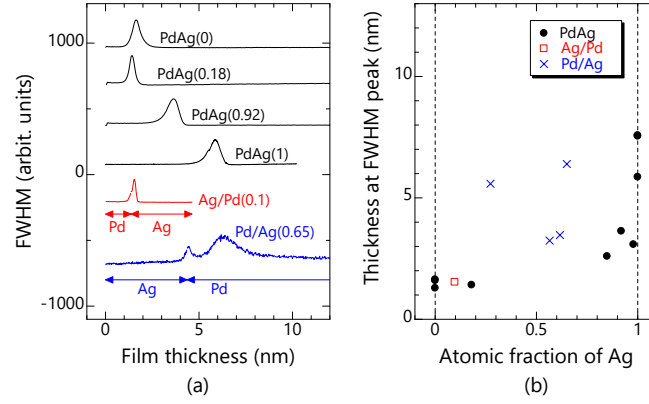 1000
0
-1000
FWHM (arbit. units)
PdAg(0)
PdAg(0.18)
PdAg(0.92)
PdAg(1)
Ag/Pd(0.1)
Pd Ag
Pd/Ag(0.65)
Ag Pd
0 5 10
Film thickness (nm)
(a)
Thickness at FWHM peak (nm)
10
5
0
PdAg
Ag/Pd
Pd/Ag
0 0.5 1
Atomic fraction of Ag
(b)